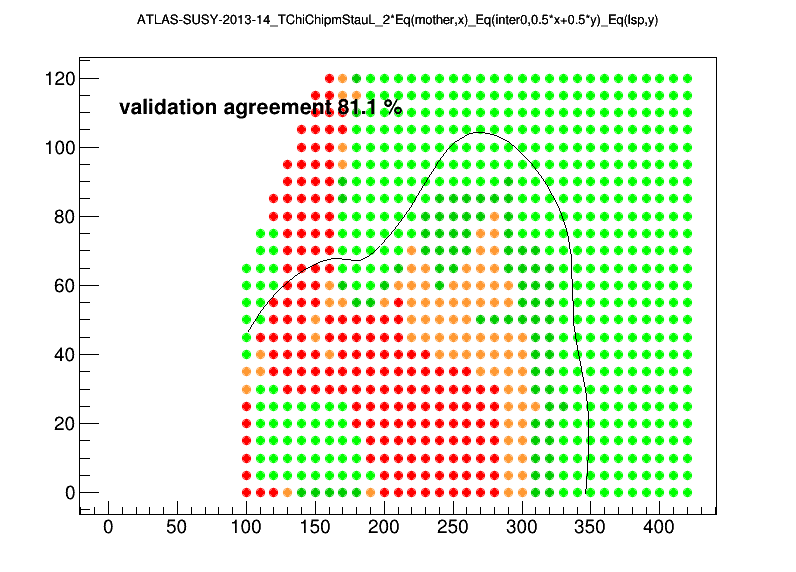 ATLAS-SUSY-2013-14_TChiChipmStauL_2*Eq(mother,x)_Eq(inter0,0.5*x+0.5*y)_Eq(lsp,y)
120
validation agreement 81.1 %
100
80
60
40
20
0
0 50 100 150 200 250 300 350 400